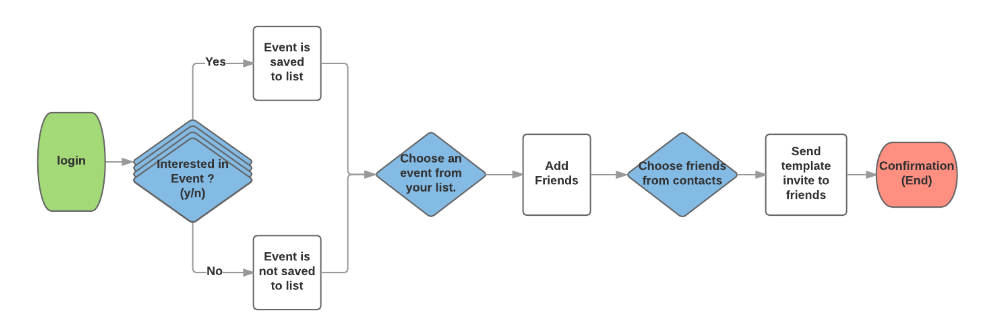 login
Interested in
Event ?
(y/n)
Yes
Event is
saved
to list
No
Event is
not saved
to list
Choose an
event from
your list.
Add
Friends
Choose friends
from contacts
Send
template
invite to
friends
Confirmation
(End)